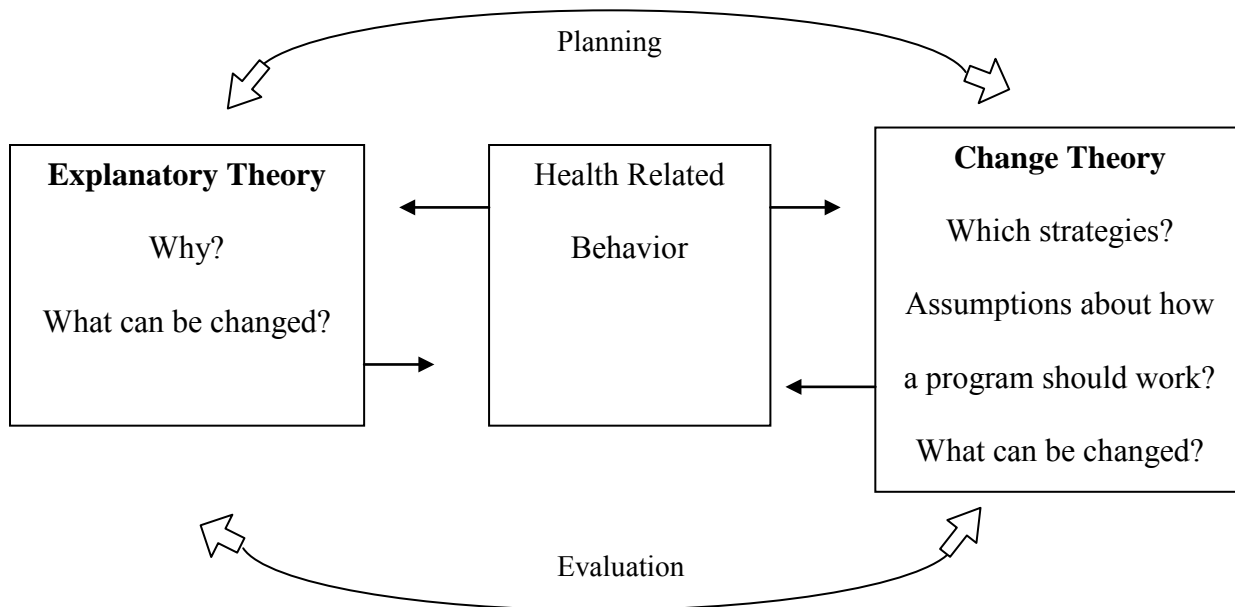 Planning
Explanatory Theory
Why?
What can be changed?
Health Related
Behavior
Change Theory
Which strategies?
Assumptions about how
a program should work?
What can be changed?
Evaluation